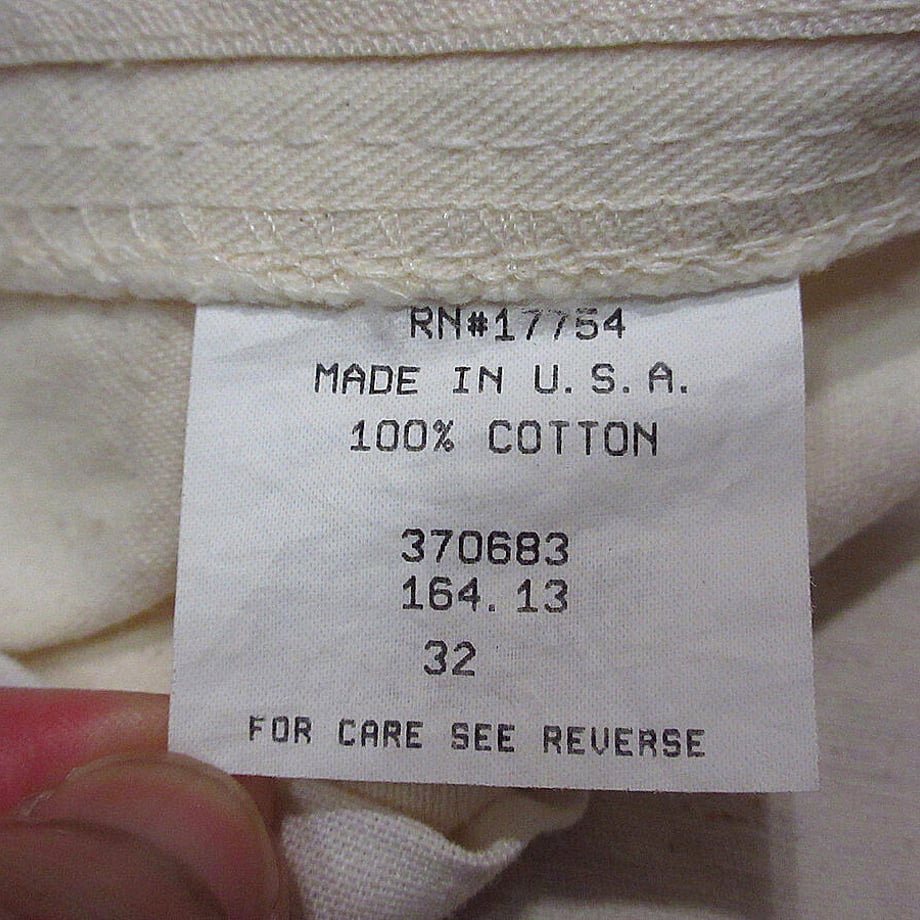 RN#17754
MADE IN U.S.A.
100% COTTON
370683
164.13
32
FOR CARE SEE REVERSE